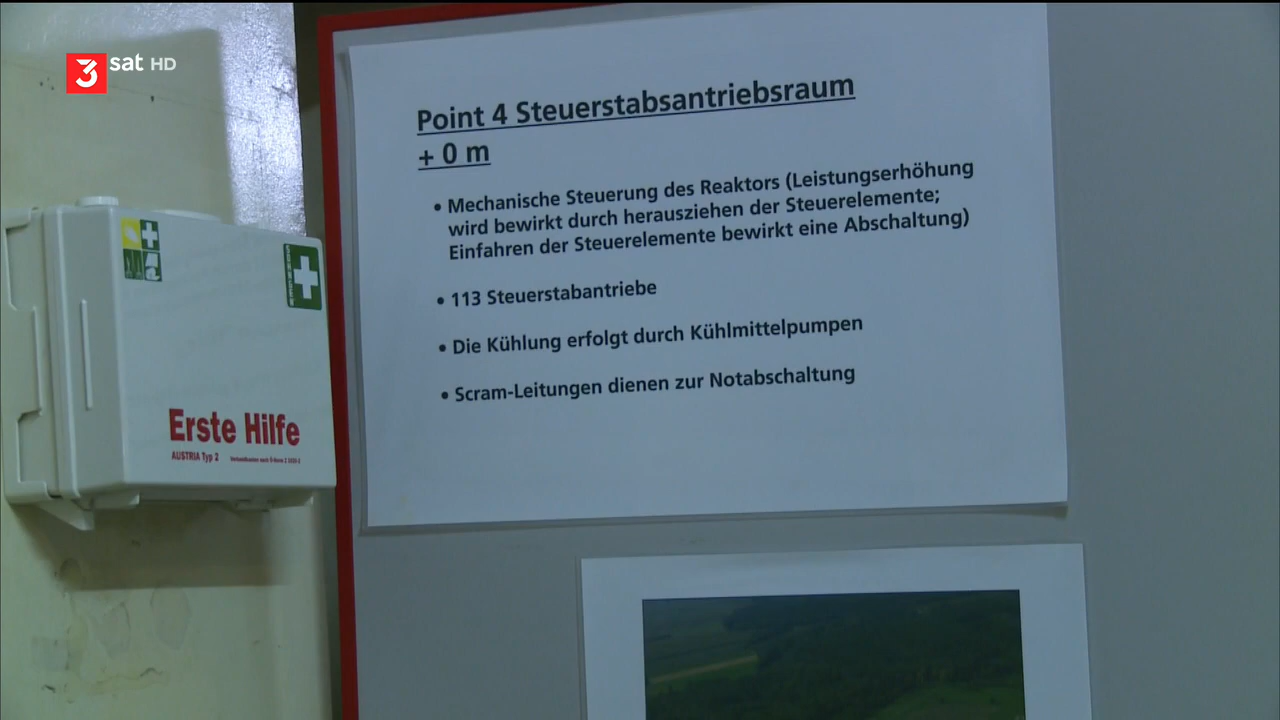 3sat HD
Point 4 Steuerstabsantriebsraum
+ 0 m
• Mechanische Steuerung des Reaktors (Leistungserhöhung
wird bewirkt durch herausziehen der Steuerelemente;
Einfahren der Steuerelemente bewirkt eine Abschaltung)
• 113 Steuerstabantriebe
• Die Kühlung erfolgt durch Kühlmittelpumpen
• Scram-Leitungen dienen zur Notabschaltung
Erste Hilfe
AUSTRIA Typ 2